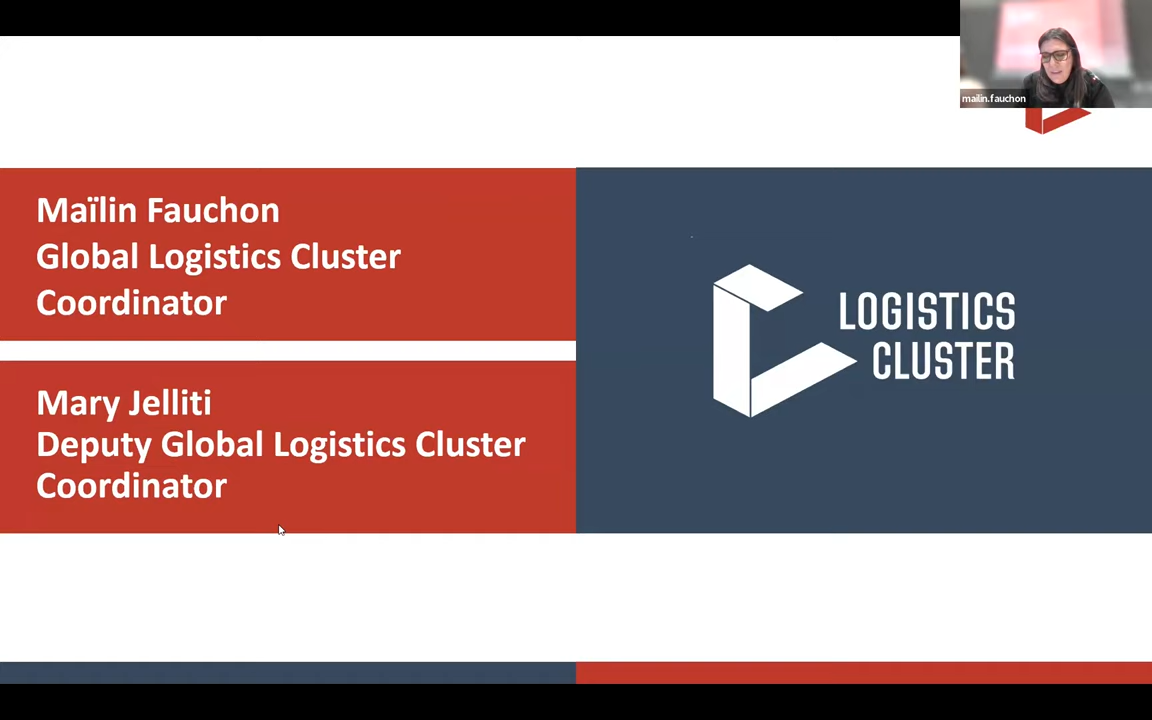 mailin.fauchon
Maïlin Fauchon
Global Logistics Cluster
Coordinator
Mary Jelliti
Deputy Global Logistics Cluster
Coordinator
LOGISTICS
CLUSTER